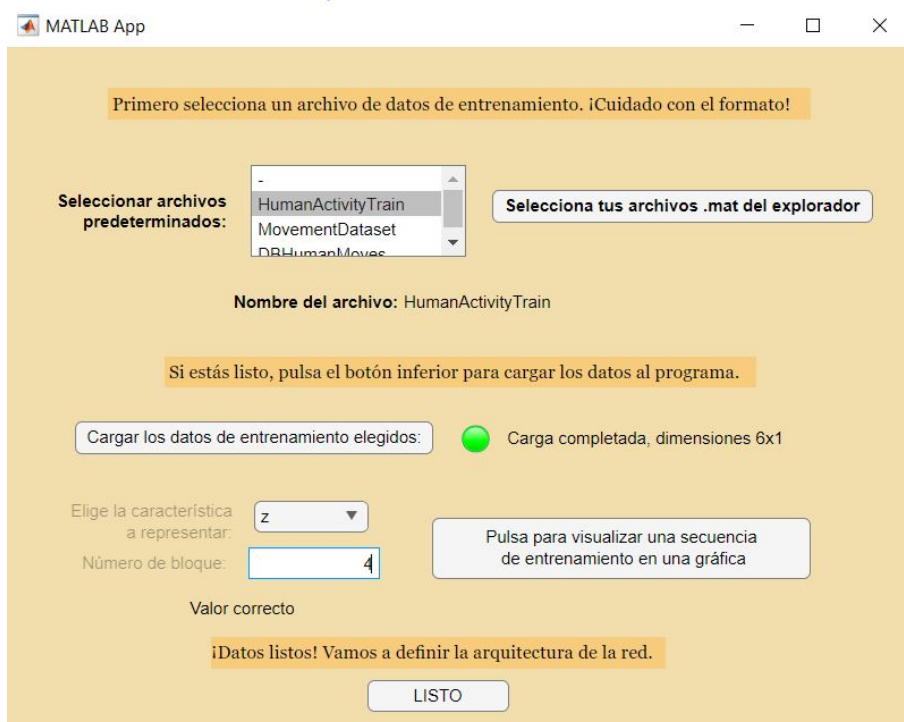 MATLAB App
Primero selecciona un archivo de datos de entrenamiento. ¡Cuidado con el formato!
Seleccionar archivos
predeterminados:
-
HumanActivityTrain
MovementDataset
DBHumanMoves
Selecciona tus archivos .mat del explorador
Nombre del archivo: HumanActivityTrain
Si estás listo, pulsa el botón inferior para cargar los datos al programa.
Cargar los datos de entrenamiento elegidos:
Carga completada, dimensiones 6x1
Elige la característica
a representar:
z
Número de bloque:
4
Pulsa para visualizar una secuencia
de entrenamiento en una gráfica
Valor correcto
¡Datos listos! Vamos a definir la arquitectura de la red.
LISTO